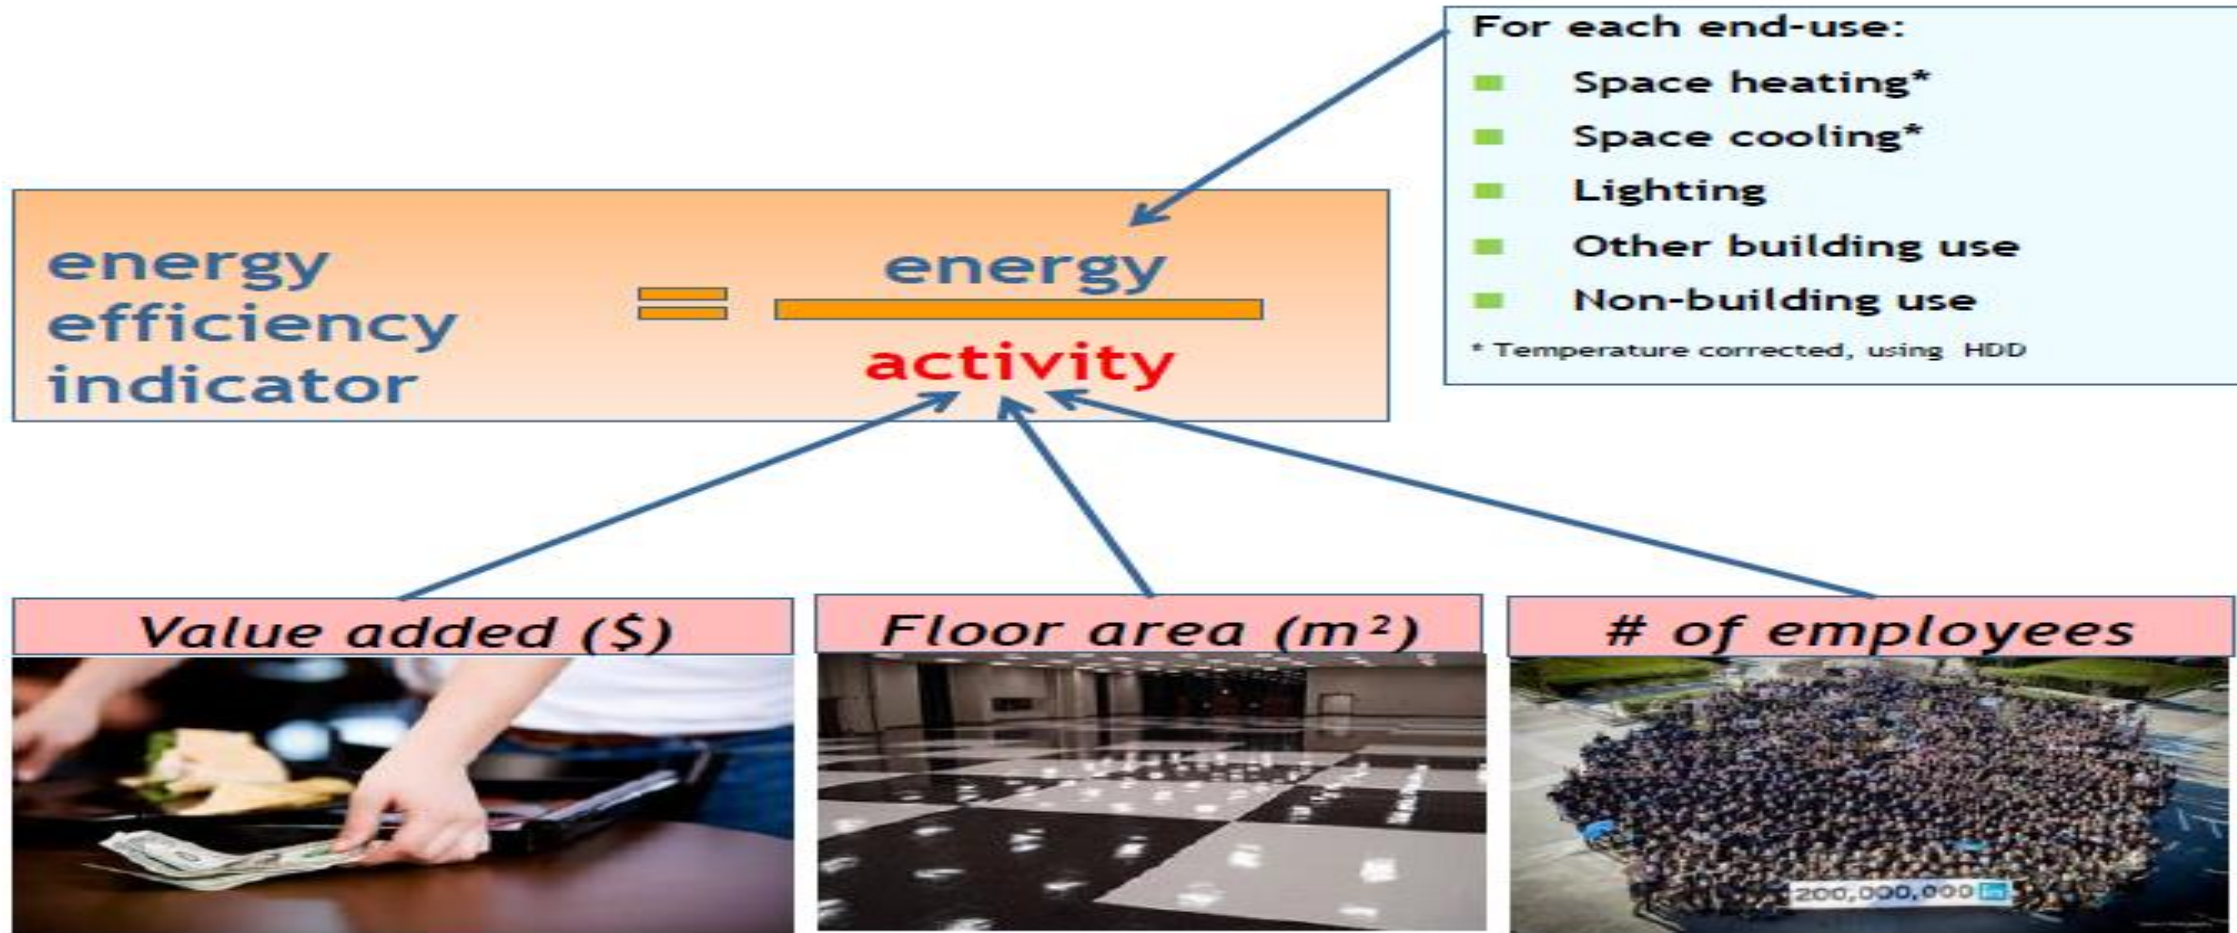 For each end-use:
Space heating*
Space cooling*
Lighting
Other building use
Non-building use
* Temperature corrected, using HDD
energy
efficiency
indicator
=
energy
activity
Value added ($)
Floor area (m²)
# of employees
200,000,000 in